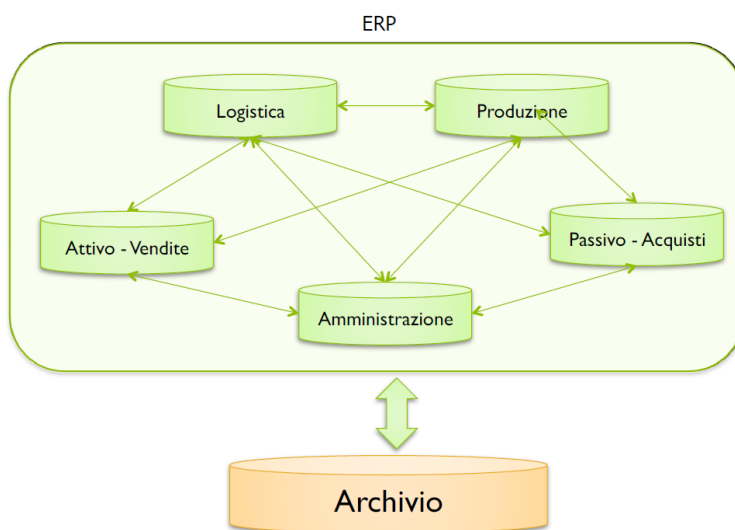 ERP
Logistica
Produzione
Attivo - Vendite
Passivo - Acquisti
Amministrazione
Archivio